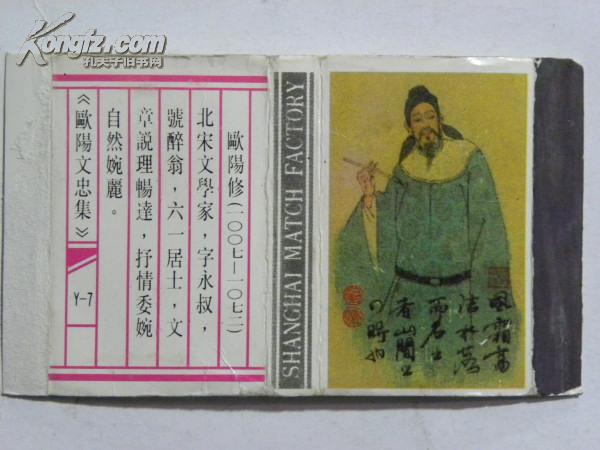 Kongfz.com
孔夫子旧书网
歐陽修(一〇〇七—一〇七二)
北宋文學家，字永叔，
號醉翁，六一居士，文
章說理暢達，抒情委婉
自然婉麗。
《歐陽文忠集》
Y-7
SHANGHAI MATCH FACTORY
風霜高
潔水落
而石出
者山間之